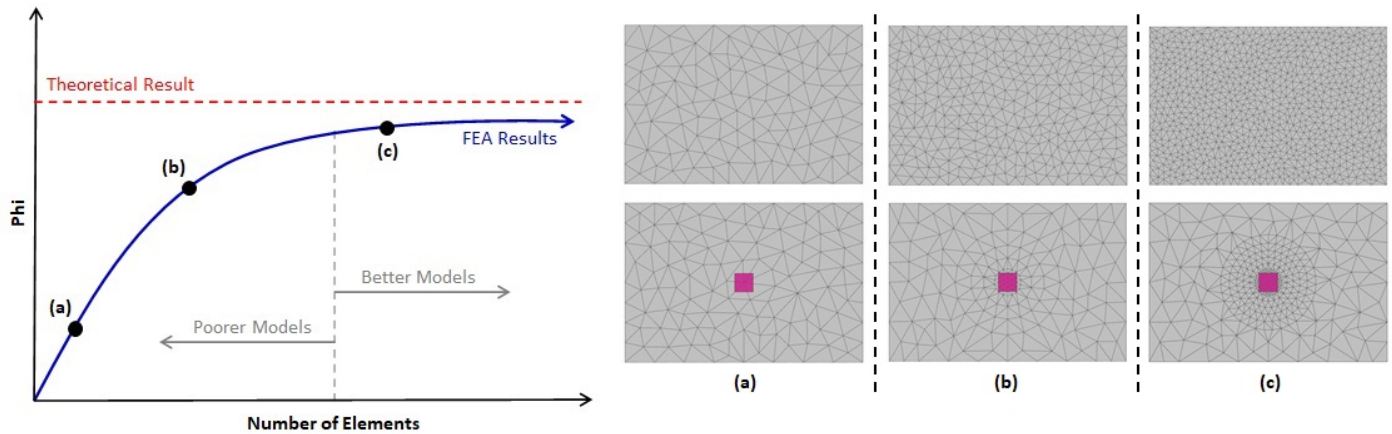 Theoretical Result
FEA Results
(c)
(b)
(a)
Phi
Better Models
Poorer Models
Number of Elements
(a)
(b)
(c)